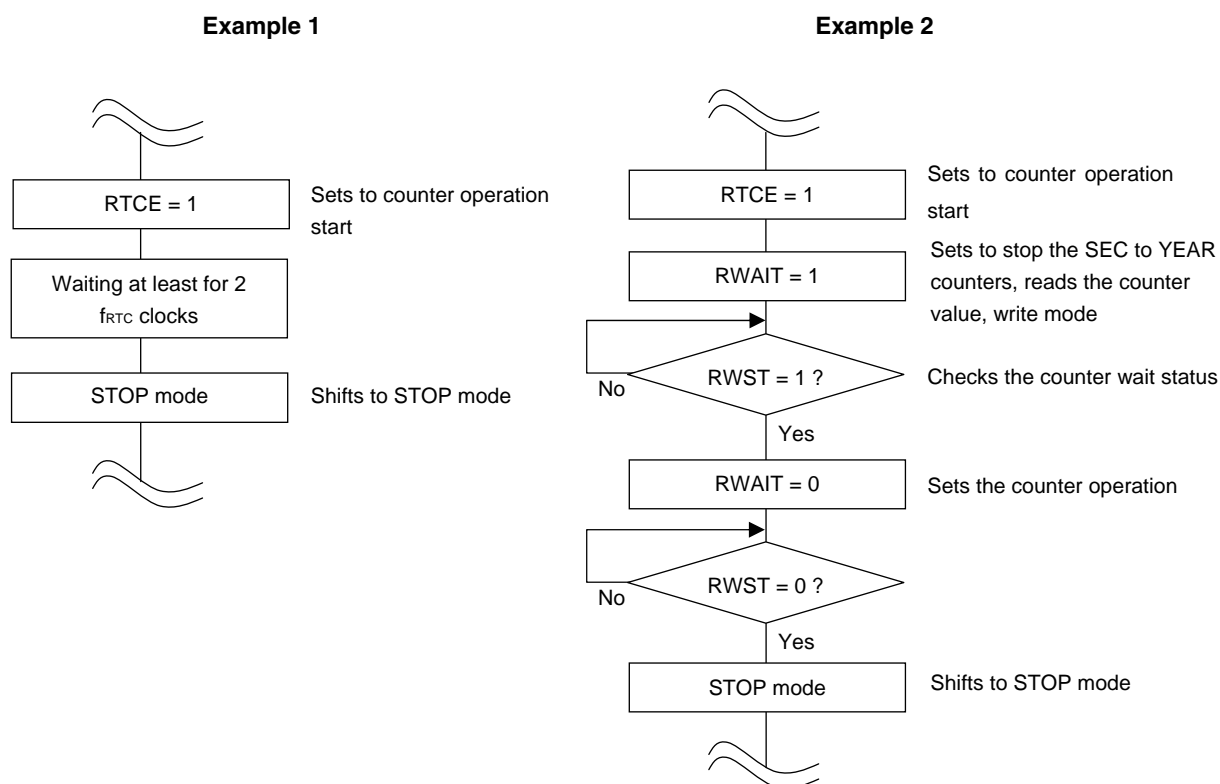 Example 1
RTCE = 1
Sets to counter operation
start
Waiting at least for 2
fRTC clocks
STOP mode
Shifts to STOP mode
Example 2
RTCE = 1
Sets to counter operation
start
RWAIT = 1
Sets to stop the SEC to YEAR
counters, reads the counter
value, write mode
RWST = 1 ?
No
Checks the counter wait status
Yes
RWAIT = 0
Sets the counter operation
RWST = 0 ?
No
Yes
STOP mode
Shifts to STOP mode